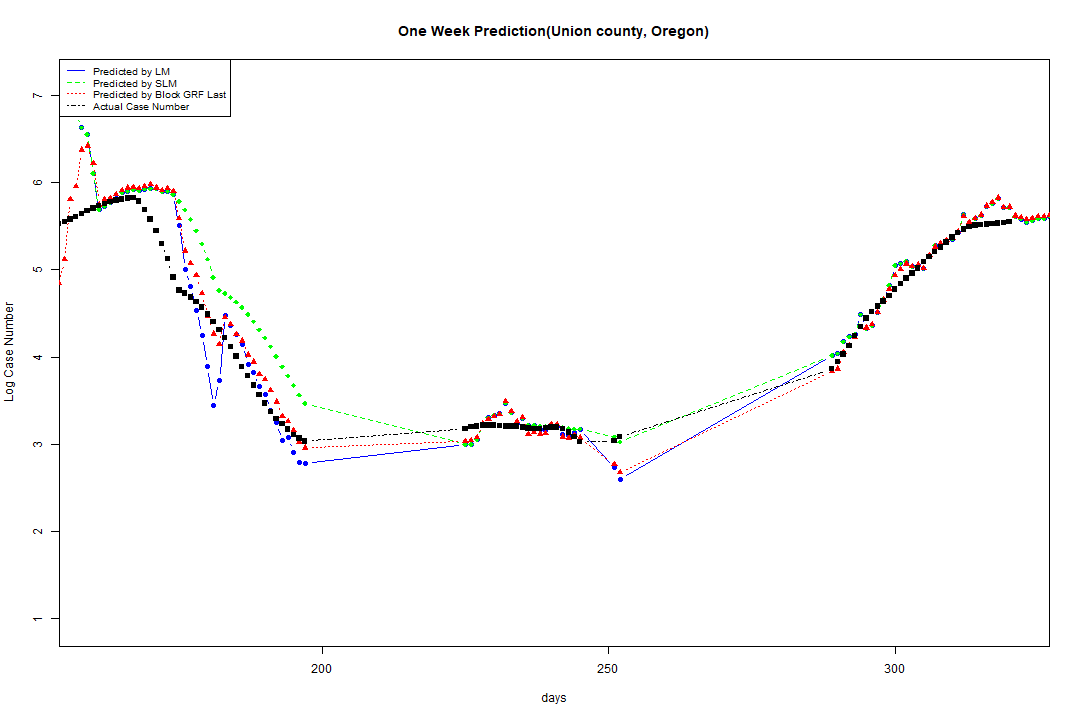 One Week Prediction(Union county, Oregon)
Predicted by LM
Predicted by SLM
Predicted by Block GRF Last
Actual Case Number
7
6
5
4
3
2
1
Log Case Number
200 250 300
days